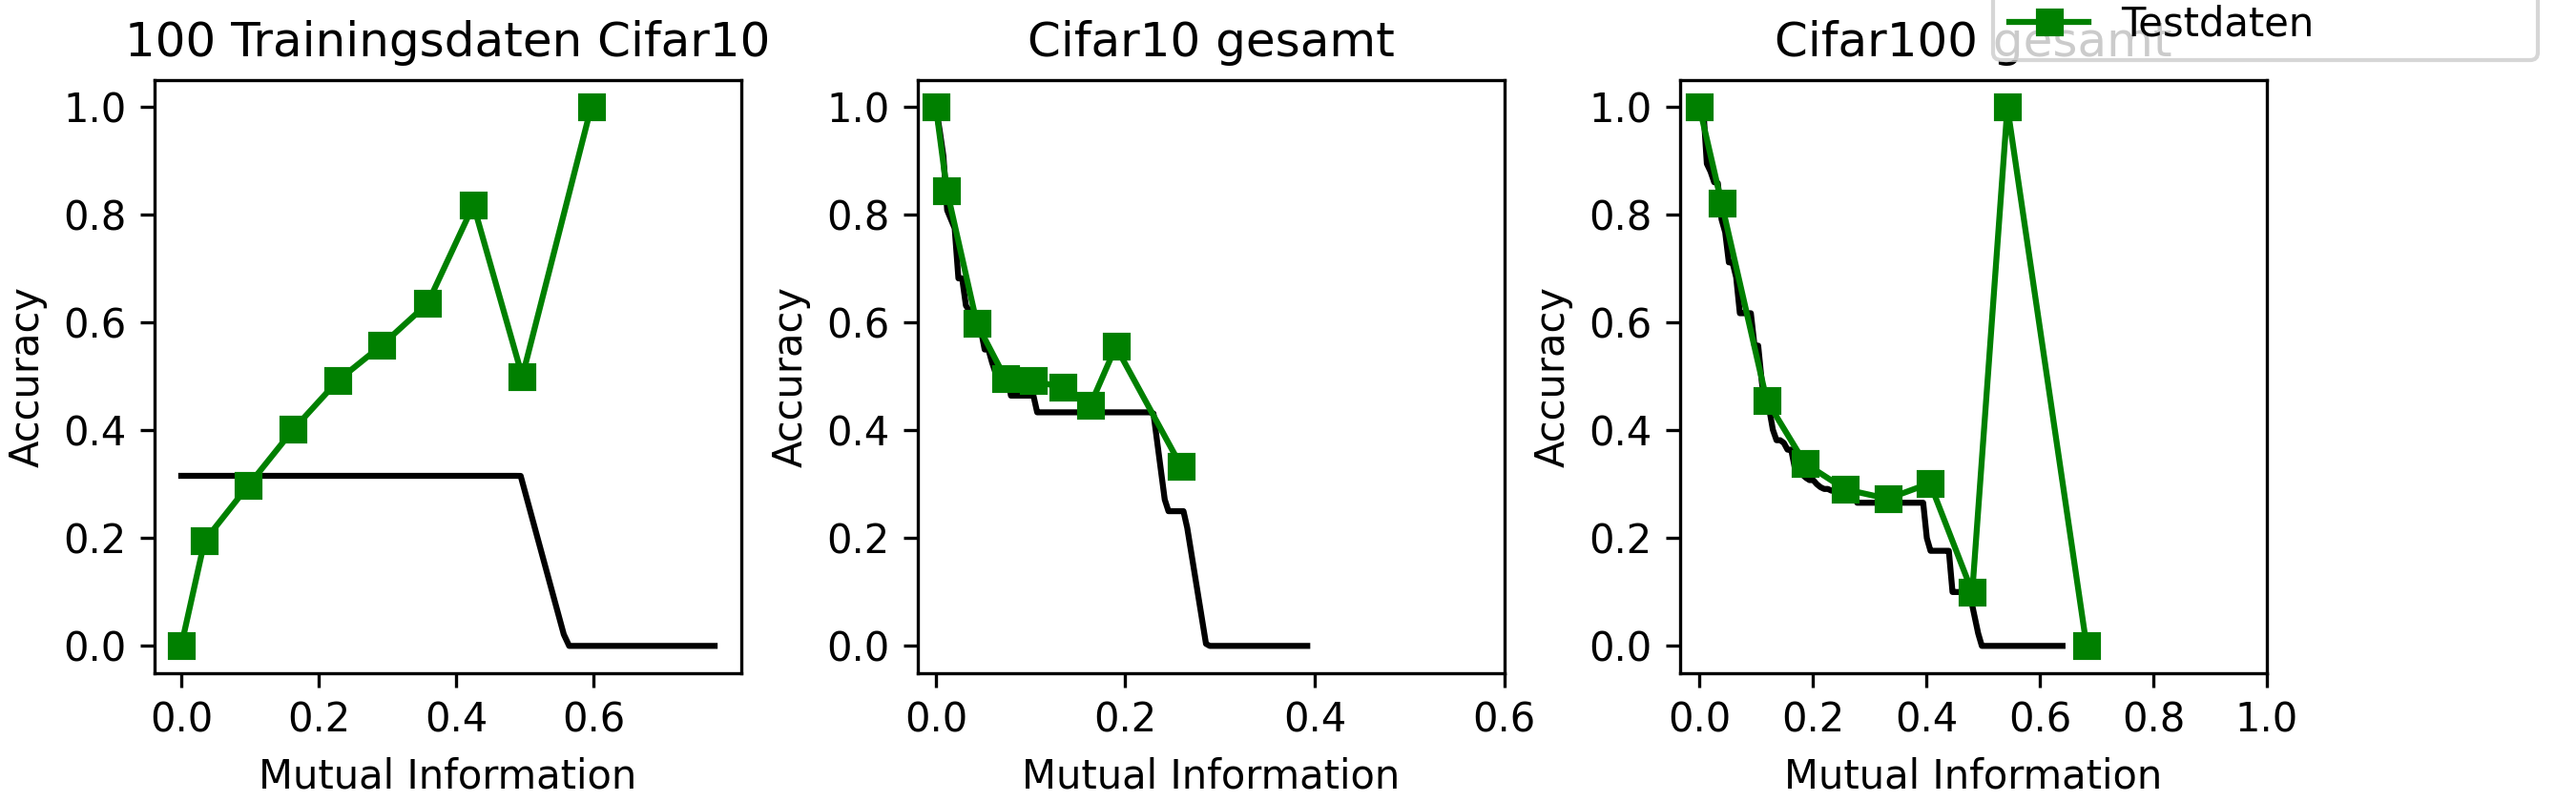 Testdaten
100 Trainingsdaten Cifar10
Cifar10 gesamt
Cifar100 gesamt
1.0
0.8
0.6
0.4
0.2
0.0
Accuracy
0.0 0.2 0.4 0.6
Mutual Information
1.0
0.8
0.6
0.4
0.2
0.0
Accuracy
0.0 0.2 0.4 0.6
Mutual Information
1.0
0.8
0.6
0.4
0.2
0.0
Accuracy
0.0 0.2 0.4 0.6 0.8 1.0
Mutual Information